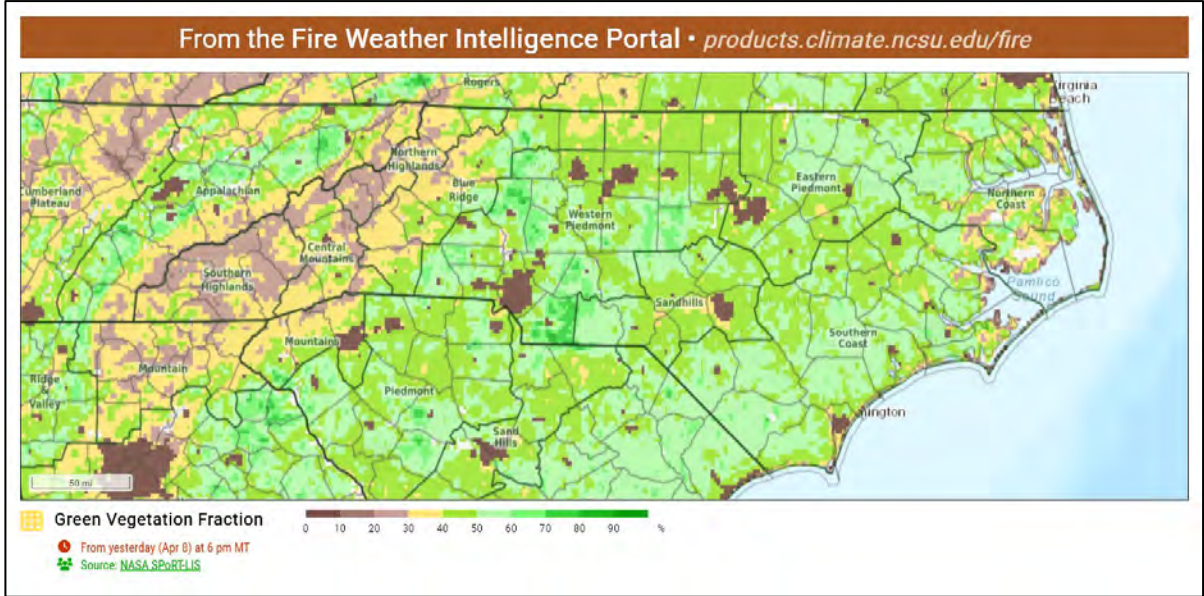 From the Fire Weather Intelligence Portal • products.climate.ncsu.edu/fire
Rogers
Virginia
Beach
Northern
Highlands
Cumberland
Plateau
Appalachian
Blue
Ridge
Eastern
Piedmont
Northern
Coast
Western
Piedmont
Central
Mountains
Southern
Highlands
Pamlico
Sound
Sandhills
Mountains
Southern
Coast
Mountain
Ridge
&
Valley
Piedmont
Sand
Hills
50 mi
Green Vegetation Fraction
0 10 20 30 40 50 60 70 80 90 %
From yesterday (Apr 8) at 6 pm MT
Source: NASA SPoRT-LIS